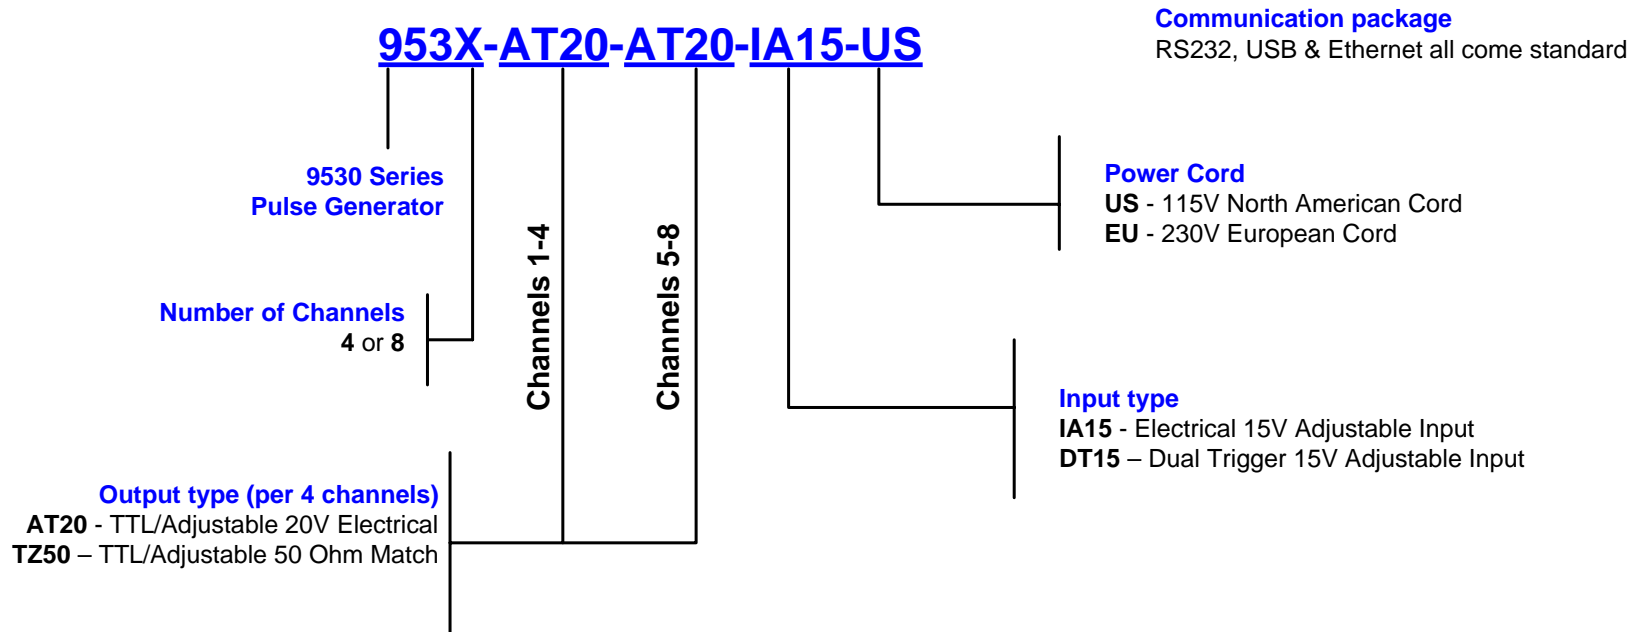 953X-AT20-AT20-IA15-US
Communication package
RS232, USB & Ethernet all come standard
9530 Series
Pulse Generator
Power Cord
US - 115V North American Cord
EU - 230V European Cord
Number of Channels
4 or 8
Channels 1-4
Channels 5-8
Input type
IA15 - Electrical 15V Adjustable Input
DT15 – Dual Trigger 15V Adjustable Input
Output type (per 4 channels)
AT20 - TTL/Adjustable 20V Electrical
TZ50 – TTL/Adjustable 50 Ohm Match